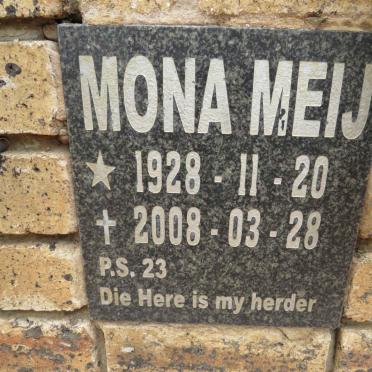 MONA MEIJ
1928 - 11 - 20
2008 - 03 - 28
P.S. 23
Die Here is my herder